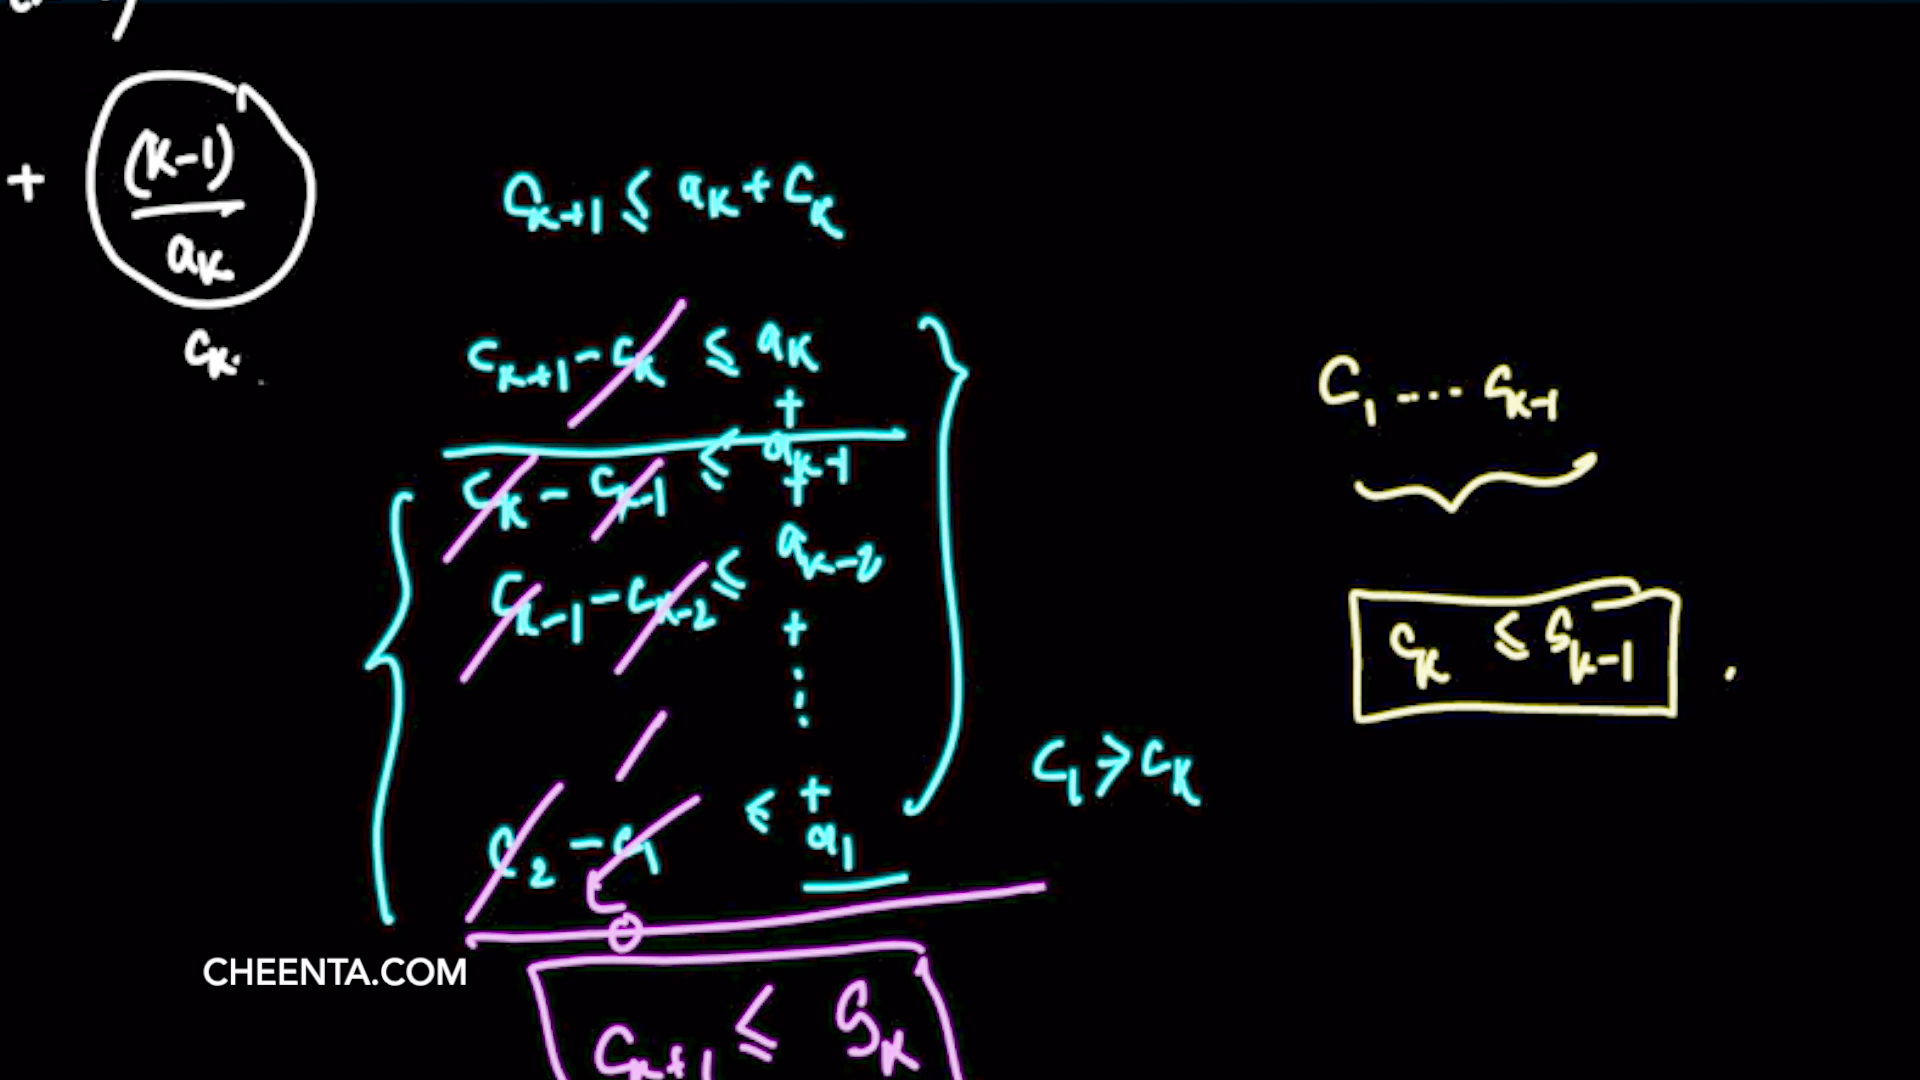 + (k-1)/a_k
c_k.
c_{k+1} ≤ a_k + c_k
c_{k+1} - c_k ≤ a_k
+
c_k - c_{k-1} ≤ a_{k-1}
+
c_{k-1} - c_{k-2} ≤ a_{k-2}
+
⋮
+
c_2 - c_1 ≤ a_1
0
c_{k+1} ≤ S_k
c_1 > c_k
c_1 .... c_{k-1}
c_k ≤ S_{k-1} .
CHEENTA.COM